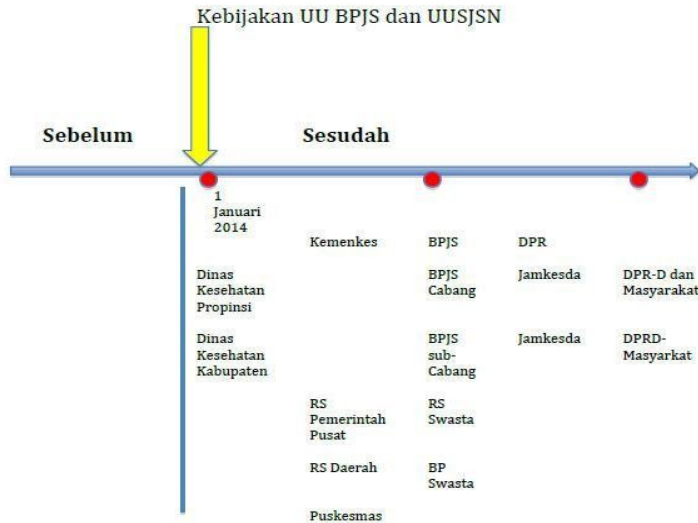 Kebijakan UU BPJS dan UUSJSN
Sebelum
Sesudah
1
Januari
2014
Kemenkes
BPJS
DPR
Dinas
Kesehatan
Propinsi
BPJS
Cabang
Jamkesda
DPR-D dan
Masyarakat
Dinas
Kesehatan
Kabupaten
BPJS
sub-
Cabang
Jamkesda
DPRD-
Masyarkat
RS
Pemerintah
Pusat
RS
Swasta
RS Daerah
BP
Swasta
Puskesmas